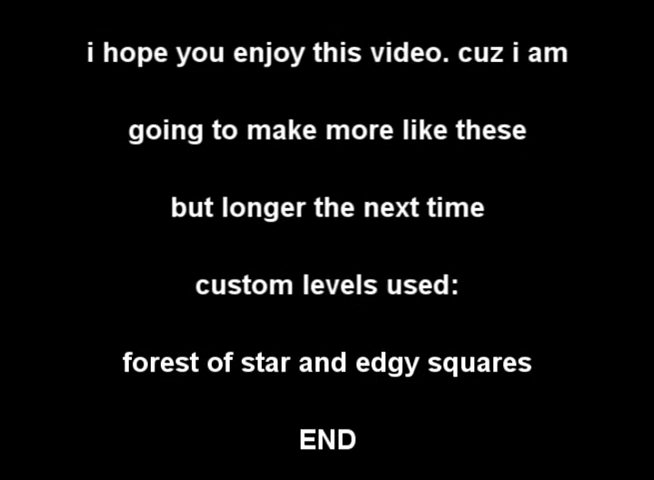 i hope you enjoy this video. cuz i am
going to make more like these
but longer the next time
custom levels used:
forest of star and edgy squares
END